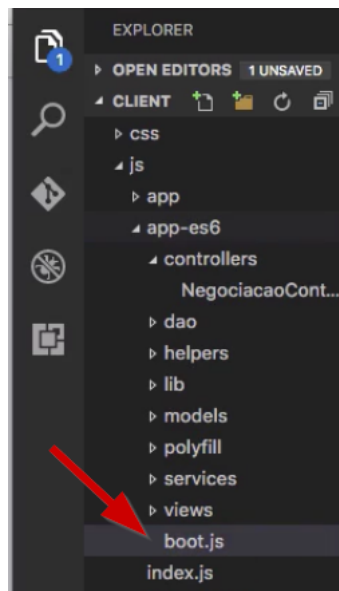 EXPLORER
1
OPEN EDITORS 1 UNSAVED
CLIENT
css
js
app
app-es6
controllers
NegociacaoCont...
dao
helpers
lib
models
polyfill
services
views
boot.js
index.js